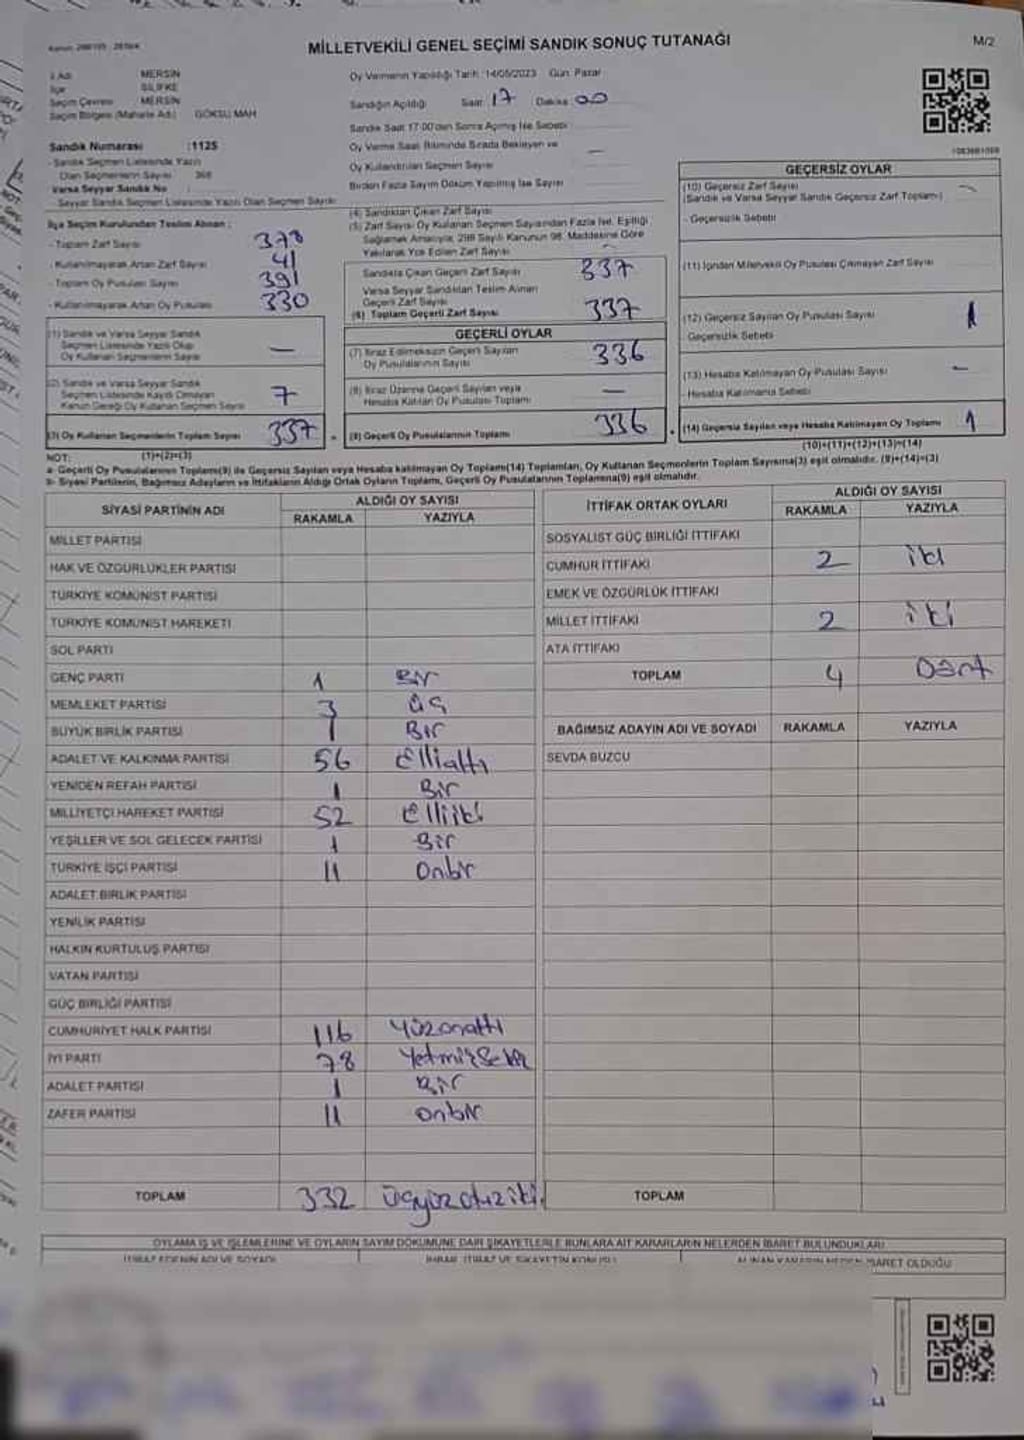 MİLLETVEKİLİ GENEL SEÇİMİ SANDIK SONUÇ TUTANAĞI
M/2
MERSİN
Oy Vermenin Yapıldığı Tarih :14/05/2023 Gün: Pazar
İlçe SİLİFKE
Seçim Çevresi MERSİN
Sandığın Açıldığı Saat 17 Dakika 00
Seçim Bölgesi (Mahalle Adı) GÖKSU MAH
Sandık Saat 17:00'den Sonra Açılmış İse Sebebi
Sandık Numarası :1125
Oy Verme Saati Bitiminde Sırada Bekleyen ve
Oy Kullandırılan Seçmen Sayısı —
- Sandık Seçmen Listesinde Yazılı
Olan Seçmenlerin Sayısı 368
Birden Fazla Sayım Döküm Yapılmış İse Sayısı
Varsa Seyyar Sandık No
Seyyar Sandık Seçmen Listesinde Yazılı Olan Seçmen Sayısı
İlçe Seçim Kurulundan Teslim Alınan :
- Toplam Zarf Sayısı 378
- Kullanılmayarak Artan Zarf Sayısı 41
- Toplam Oy Pusulası Sayısı 391
- Kullanılmayarak Artan Oy Pusulası 330
(1) Sandık ve Varsa Seyyar Sandık
Seçmen Listesinde Yazılı Olup
Oy Kullanan Seçmenlerin Sayısı —
(2) Sandık ve Varsa Seyyar Sandık
Seçmen Listesinde Kaydı Olmayan
Kanun Gereği Oy Kullanan Seçmen Sayısı 7
(3) Oy Kullanan Seçmenlerin Toplam Sayısı 337
(1)+(2)=(3)
(4) Sandıktan Çıkan Zarf Sayısı
(5) Zarf Sayısı Oy Kullanan Seçmen Sayısından Fazla İse, Eşitliği
Sağlamak Amacıyla, 298 Sayılı Kanunun 98. Maddesine Göre
Yakılarak Yok Edilen Zarf Sayısı
Sandıkta Çıkan Geçerli Zarf Sayısı 337
Varsa Seyyar Sandıktan Teslim Alınan
Geçerli Zarf Sayısı
(6) Toplam Geçerli Zarf Sayısı 337
GEÇERLİ OYLAR
(7) İtiraz Edilmeksizin Geçerli Sayılan
Oy Pusulalarının Sayısı 336
(8) İtiraz Üzerine Geçerli Sayılan veya
Hesaba Katılan Oy Pusulası Toplamı —
(9) Geçerli Oy Pusulalarının Toplamı 336
GEÇERSİZ OYLAR
(10) Geçersiz Zarf Sayısı
(Sandık ve Varsa Seyyar Sandık Geçersiz Zarf Toplamı)
- Geçersizlik Sebebi
(11) İçinden Milletvekili Oy Pusulası Çıkmayan Zarf Sayısı
(12) Geçersiz Sayılan Oy Pusulası Sayısı 1
Geçersizlik Sebebi
(13) Hesaba Katılmayan Oy Pusulası Sayısı —
- Hesaba Katılmama Sebebi
(14) Geçersiz Sayılan veya Hesaba Katılmayan Oy Toplamı 1
(10)+(11)+(12)+(13)=(14)
NOT:
a- Geçerli Oy Pusulalarının Toplamı(9) ile Geçersiz Sayılan veya Hesaba katılmayan Oy Toplamı(14) Toplamları, Oy Kullanan Seçmenlerin Toplam Sayısına(3) eşit olmalıdır. (9)+(14)=(3)
b- Siyasi Partilerin, Bağımsız Adayların ve İttifakların Aldığı Ortak Oyların Toplamı, Geçerli Oy Pusulalarının Toplamına(9) eşit olmalıdır.
SİYASİ PARTİNİN ADI
ALDIĞI OY SAYISI
RAKAMLA YAZIYLA
MİLLET PARTİSİ
HAK VE ÖZGÜRLÜKLER PARTİSİ
TÜRKİYE KOMÜNİST PARTİSİ
TÜRKİYE KOMÜNİST HAREKETİ
SOL PARTİ
GENÇ PARTİ 1 Bir
MEMLEKET PARTİSİ 3 üç
BÜYÜK BİRLİK PARTİSİ 1 Bir
ADALET VE KALKINMA PARTİSİ 56 ElliAltı
YENİDEN REFAH PARTİSİ 1 Bir
MİLLİYETÇİ HAREKET PARTİSİ 52 Elliiki
YEŞİLLER VE SOL GELECEK PARTİSİ 1 Bir
TÜRKİYE İŞÇİ PARTİSİ 11 Onbir
ADALET BİRLİK PARTİSİ
YENİLİK PARTİSİ
HALKIN KURTULUŞ PARTİSİ
VATAN PARTİSİ
GÜÇ BİRLİĞİ PARTİSİ
CUMHURİYET HALK PARTİSİ 116 Yüzonaltı
İYİ PARTİ 78 Yetmişsekiz
ADALET PARTİSİ 1 Bir
ZAFER PARTİSİ 11 onbir
TOPLAM 332 üçyüzotuziki
İTTİFAK ORTAK OYLARI
ALDIĞI OY SAYISI
RAKAMLA YAZIYLA
SOSYALİST GÜÇ BİRLİĞİ İTTİFAKI
CUMHUR İTTİFAKI 2 iki
EMEK VE ÖZGÜRLÜK İTTİFAKI
MİLLET İTTİFAKI 2 iki
ATA İTTİFAKI
TOPLAM 4 Dört
BAĞIMSIZ ADAYIN ADI VE SOYADI RAKAMLA YAZIYLA
SEVDA BUZCU
TOPLAM
OYLAMA İŞ VE İŞLEMLERİNE VE OYLARIN SAYIM DÖKÜMÜNE DAİR ŞİKAYETLERLE BUNLARA AİT KARARLARIN NELERDEN İBARET BULUNDUKLARI
İTİRAZ EDENİN ADI VE SOYADI